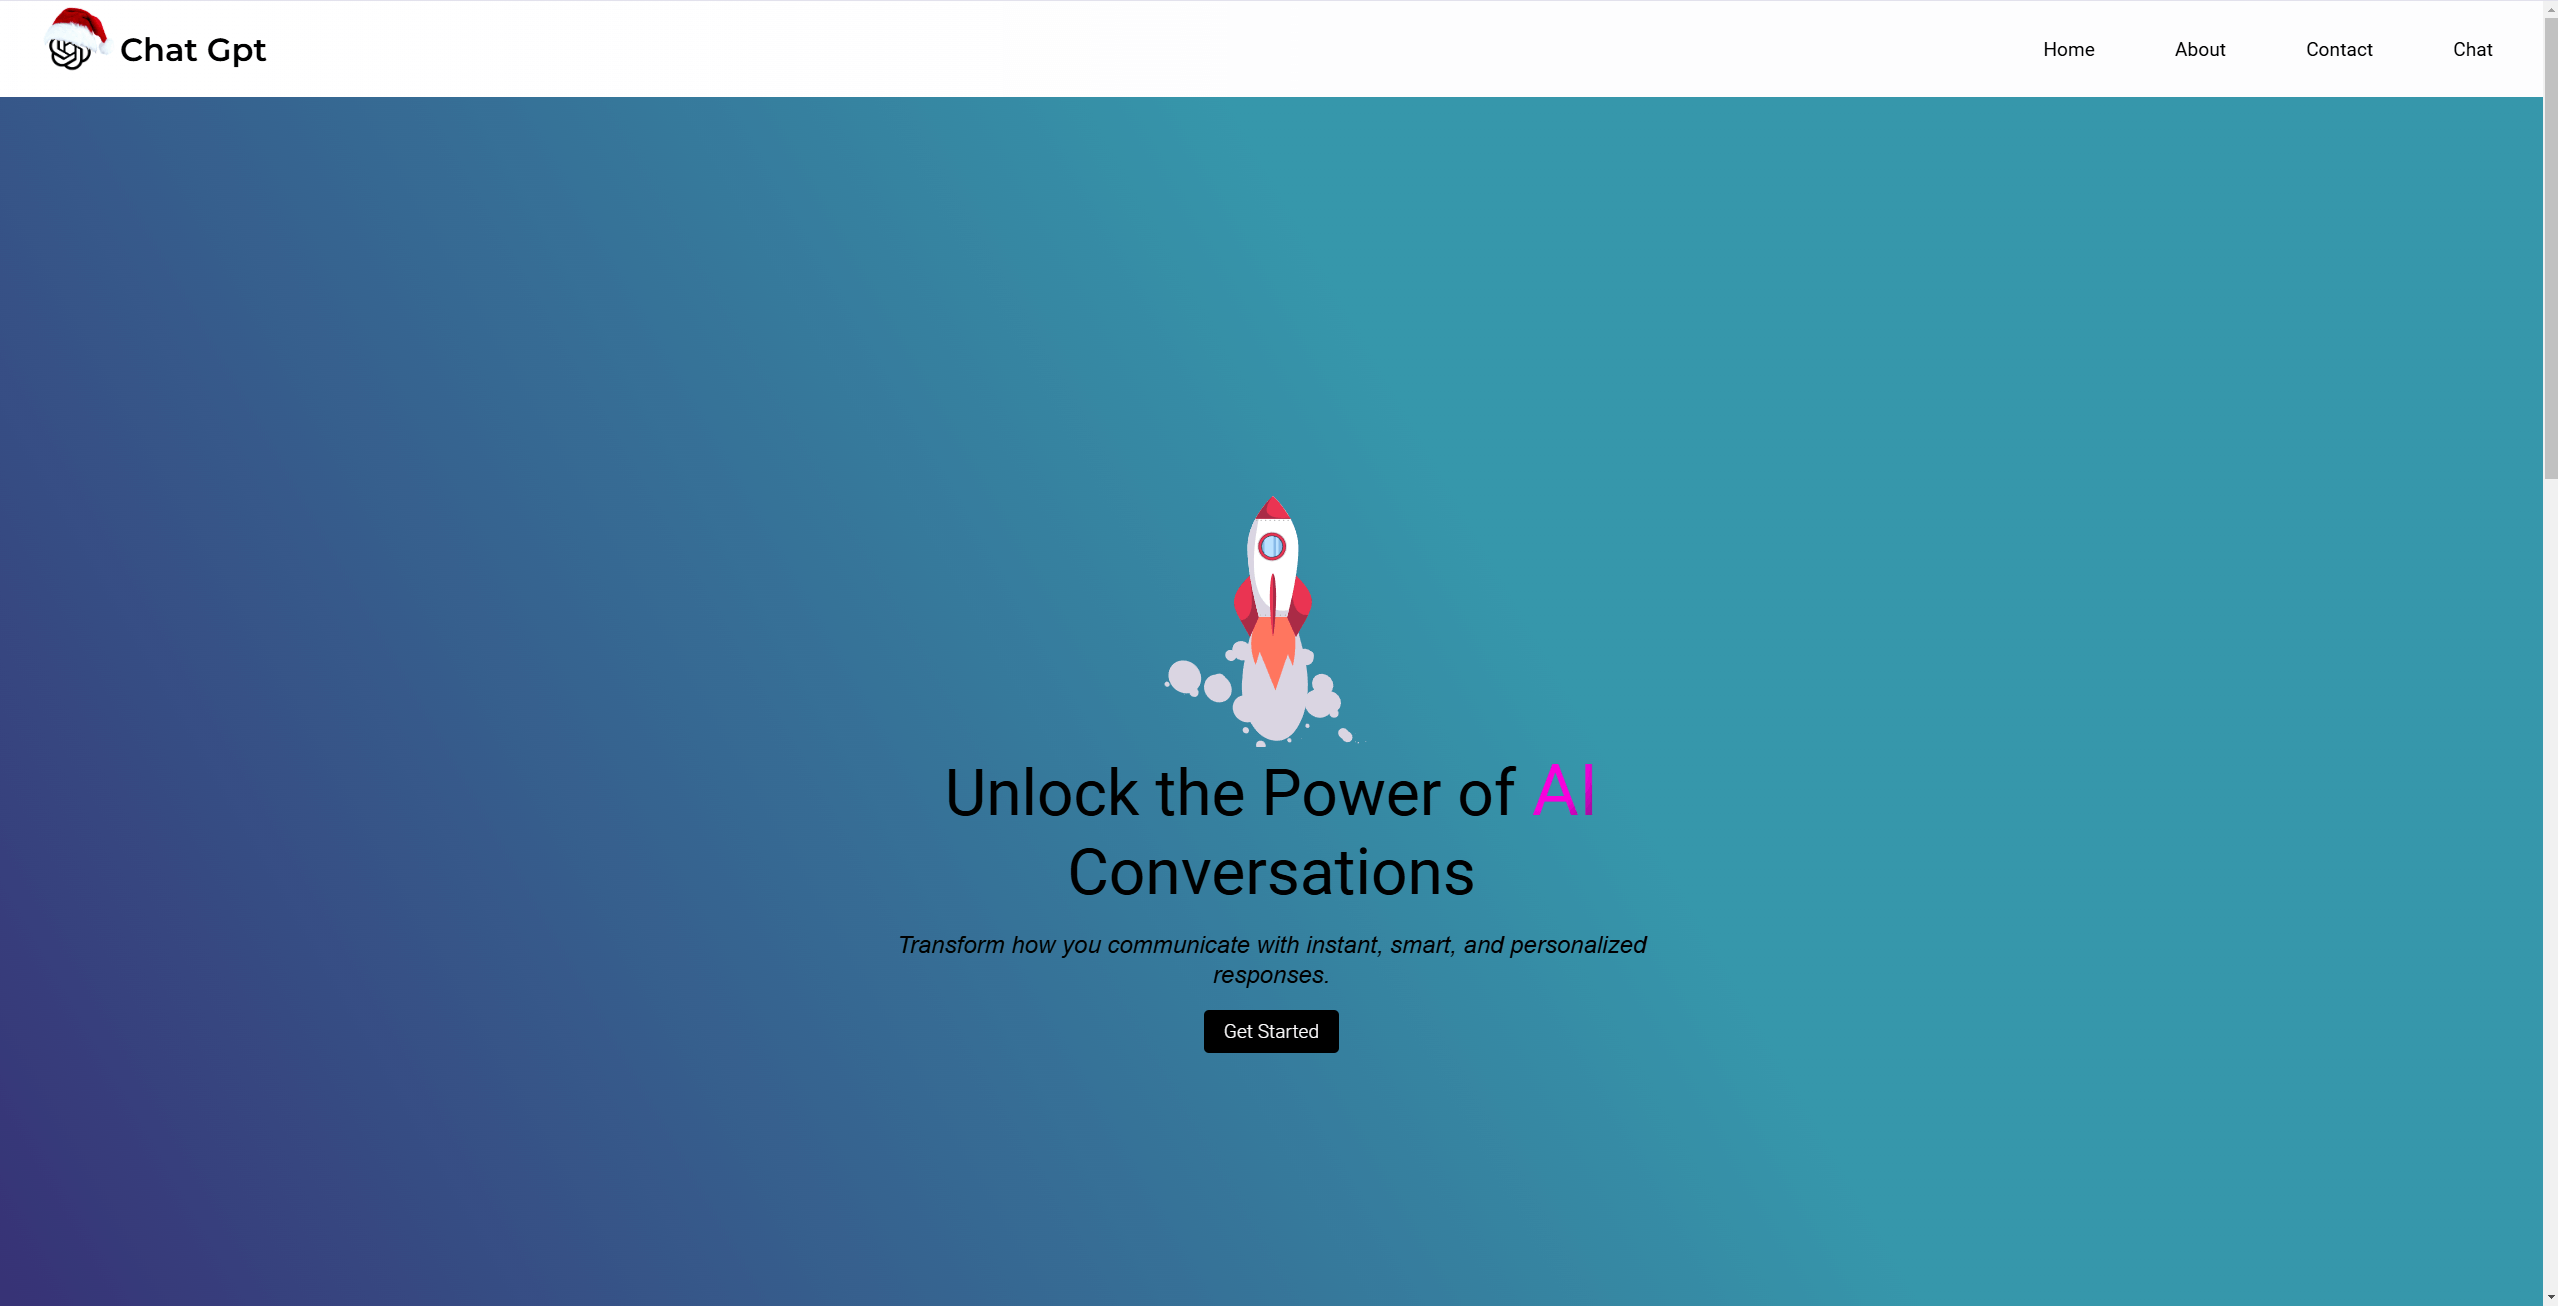 Chat Gpt
Home
About
Contact
Chat
Unlock the Power of AI
Conversations
Transform how you communicate with instant, smart, and personalized
responses.
Get Started